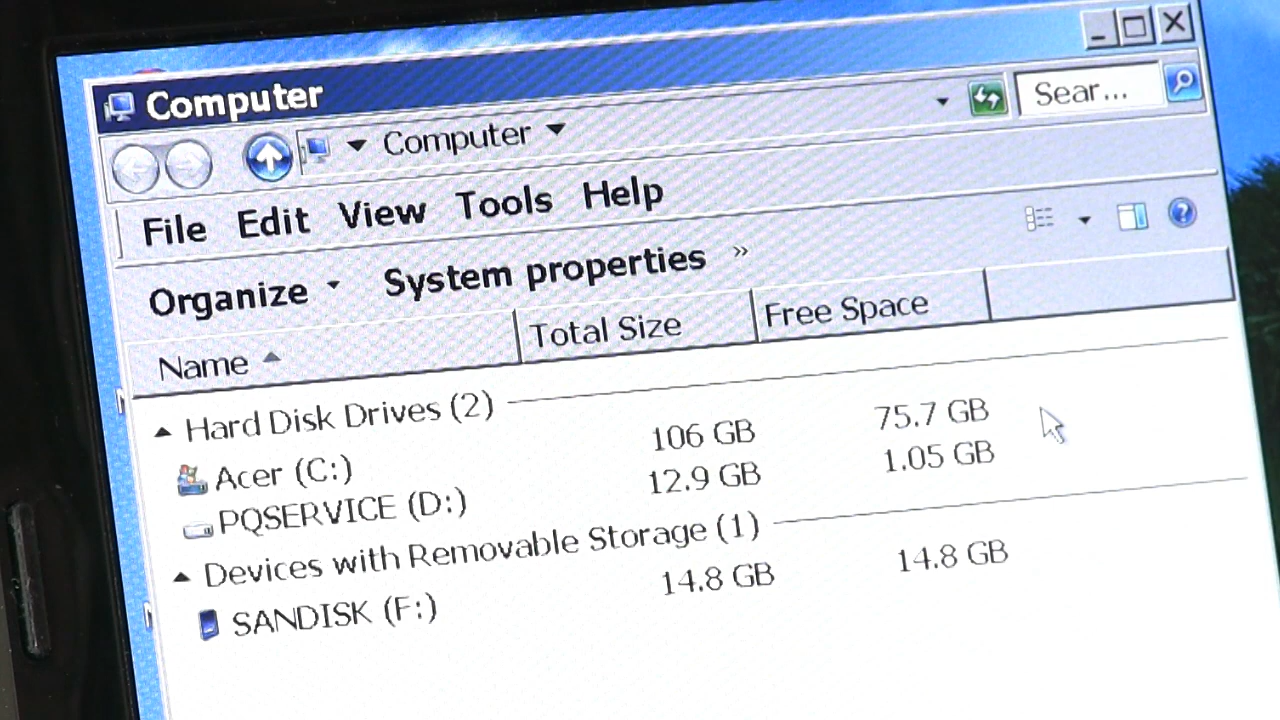 Computer
Computer Sear...
File Edit View Tools Help
Organize System properties »
Name Total Size Free Space
Hard Disk Drives (2)
Acer (C:) 106 GB 75.7 GB
PQSERVICE (D:) 12.9 GB 1.05 GB
Devices with Removable Storage (1)
SANDISK (F:) 14.8 GB 14.8 GB